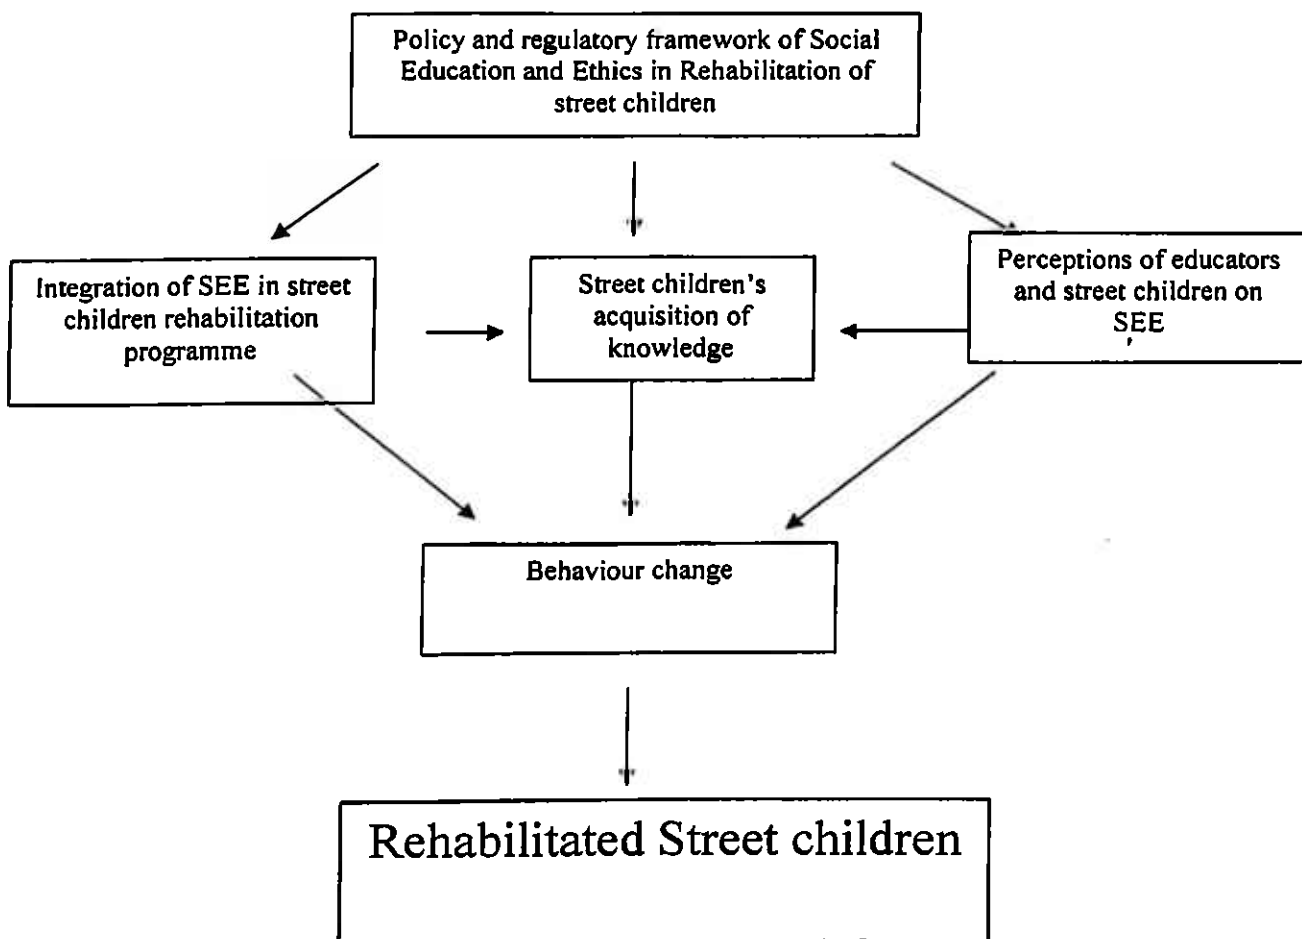 Policy and regulatory framework of Social
Education and Ethics in Rehabilitation of
street children
Integration of SEE in street
children rehabilitation
programme
Street children's
acquisition of
knowledge
Perceptions of educators
and street children on
SEE
Behaviour change
Rehabilitated Street children